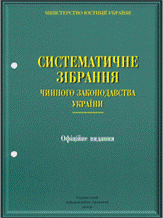 МІНІСТЕРСТВО ЮСТИЦІЇ УКРАЇНИ
СИСТЕМАТИЧНЕ
ЗІБРАННЯ
ЧИННОГО ЗАКОНОДАВСТВА
УКРАЇНИ
Офіційне видання